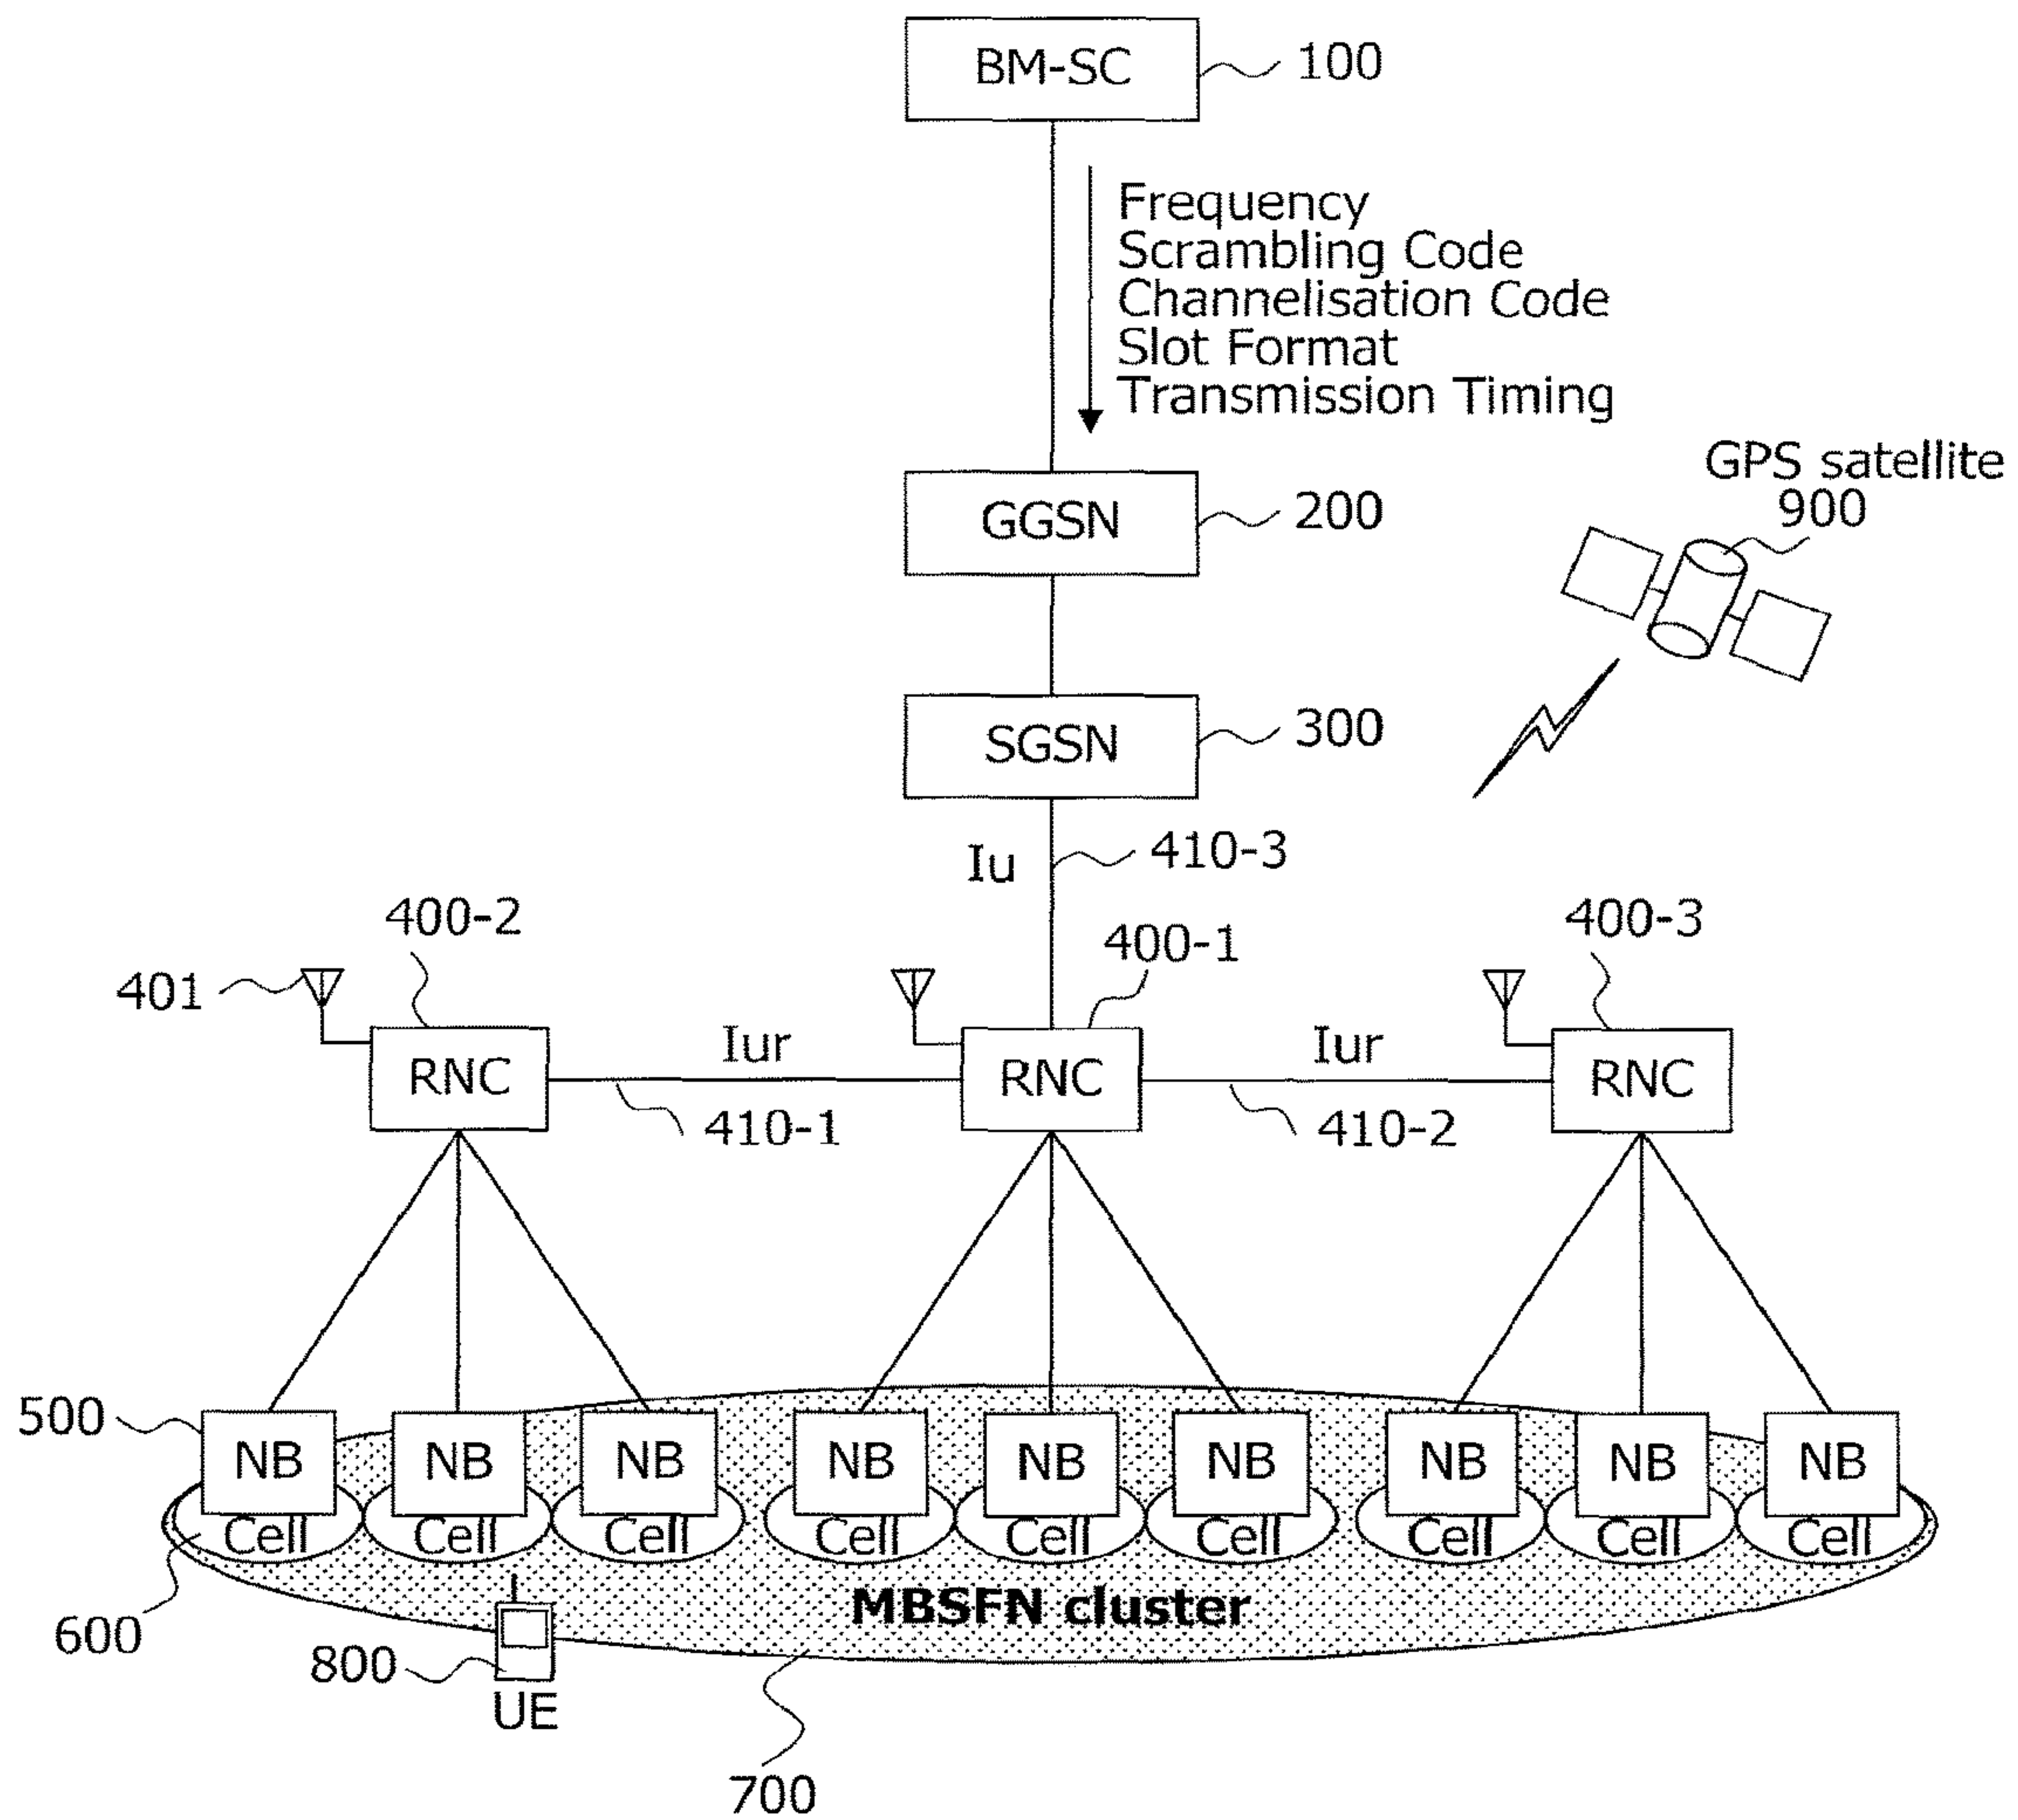 BM-SC
100
Frequency
Scrambling Code
Channelisation Code
Slot Format
Transmission Timing
GPS satellite
900
GGSN
200
SGSN
300
Iu
410-3
400-2
400-1
400-3
401
RNC
Iur
RNC
Iur
RNC
410-1
410-2
500
NB
NB
NB
NB
NB
NB
NB
NB
NB
Cell
Cell
Cell
Cell
Cell
Cell
Cell
Cell
Cell
MBSFN cluster
600
800
UE
700